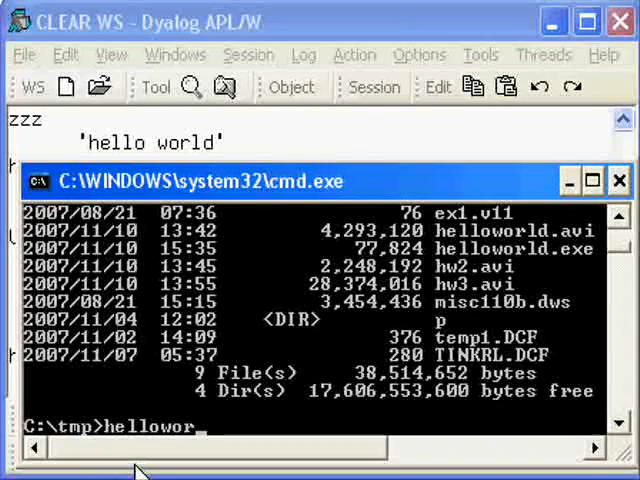 CLEAR WS - Dyalog APL/W
File Edit View Windows Session Log Action Options Tools Threads Help
WS Tool Object Session Edit
zzz
'hello world'
C:\WINDOWS\system32\cmd.exe
2007/08/21 07:36 76 ex1.v11
2007/11/10 13:42 4,293,120 helloworld.avi
2007/11/10 15:35 77,824 helloworld.exe
2007/11/10 13:45 2,248,192 hw2.avi
2007/11/10 13:55 28,374,016 hw3.avi
2007/08/21 15:15 3,454,436 misc110b.dws
2007/11/04 12:02 <DIR> p
2007/11/02 14:09 376 temp1.DCF
2007/11/07 05:37 280 TINKRL.DCF
9 File(s) 38,514,652 bytes
4 Dir(s) 17,606,553,600 bytes free
C:\tmp>hellowor_